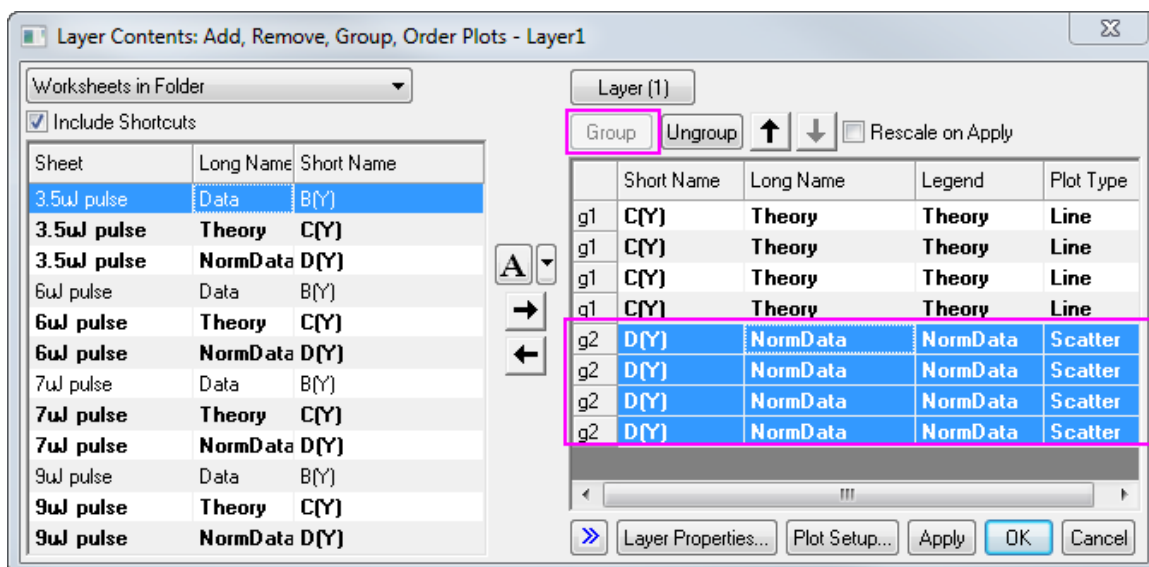 Layer Contents: Add, Remove, Group, Order Plots - Layer1
Worksheets in Folder
Include Shortcuts
Sheet Long Name Short Name
3.5uJ pulse Data B(Y)
3.5uJ pulse Theory C(Y)
3.5uJ pulse NormData D(Y)
6uJ pulse Data B(Y)
6uJ pulse Theory C(Y)
6uJ pulse NormData D(Y)
7uJ pulse Data B(Y)
7uJ pulse Theory C(Y)
7uJ pulse NormData D(Y)
9uJ pulse Data B(Y)
9uJ pulse Theory C(Y)
9uJ pulse NormData D(Y)
A
Layer (1)
Group Ungroup Rescale on Apply
Short Name Long Name Legend Plot Type
g1 C(Y) Theory Theory Line
g1 C(Y) Theory Theory Line
g1 C(Y) Theory Theory Line
g1 C(Y) Theory Theory Line
g2 D(Y) NormData NormData Scatter
g2 D(Y) NormData NormData Scatter
g2 D(Y) NormData NormData Scatter
g2 D(Y) NormData NormData Scatter
Layer Properties... Plot Setup... Apply OK Cancel